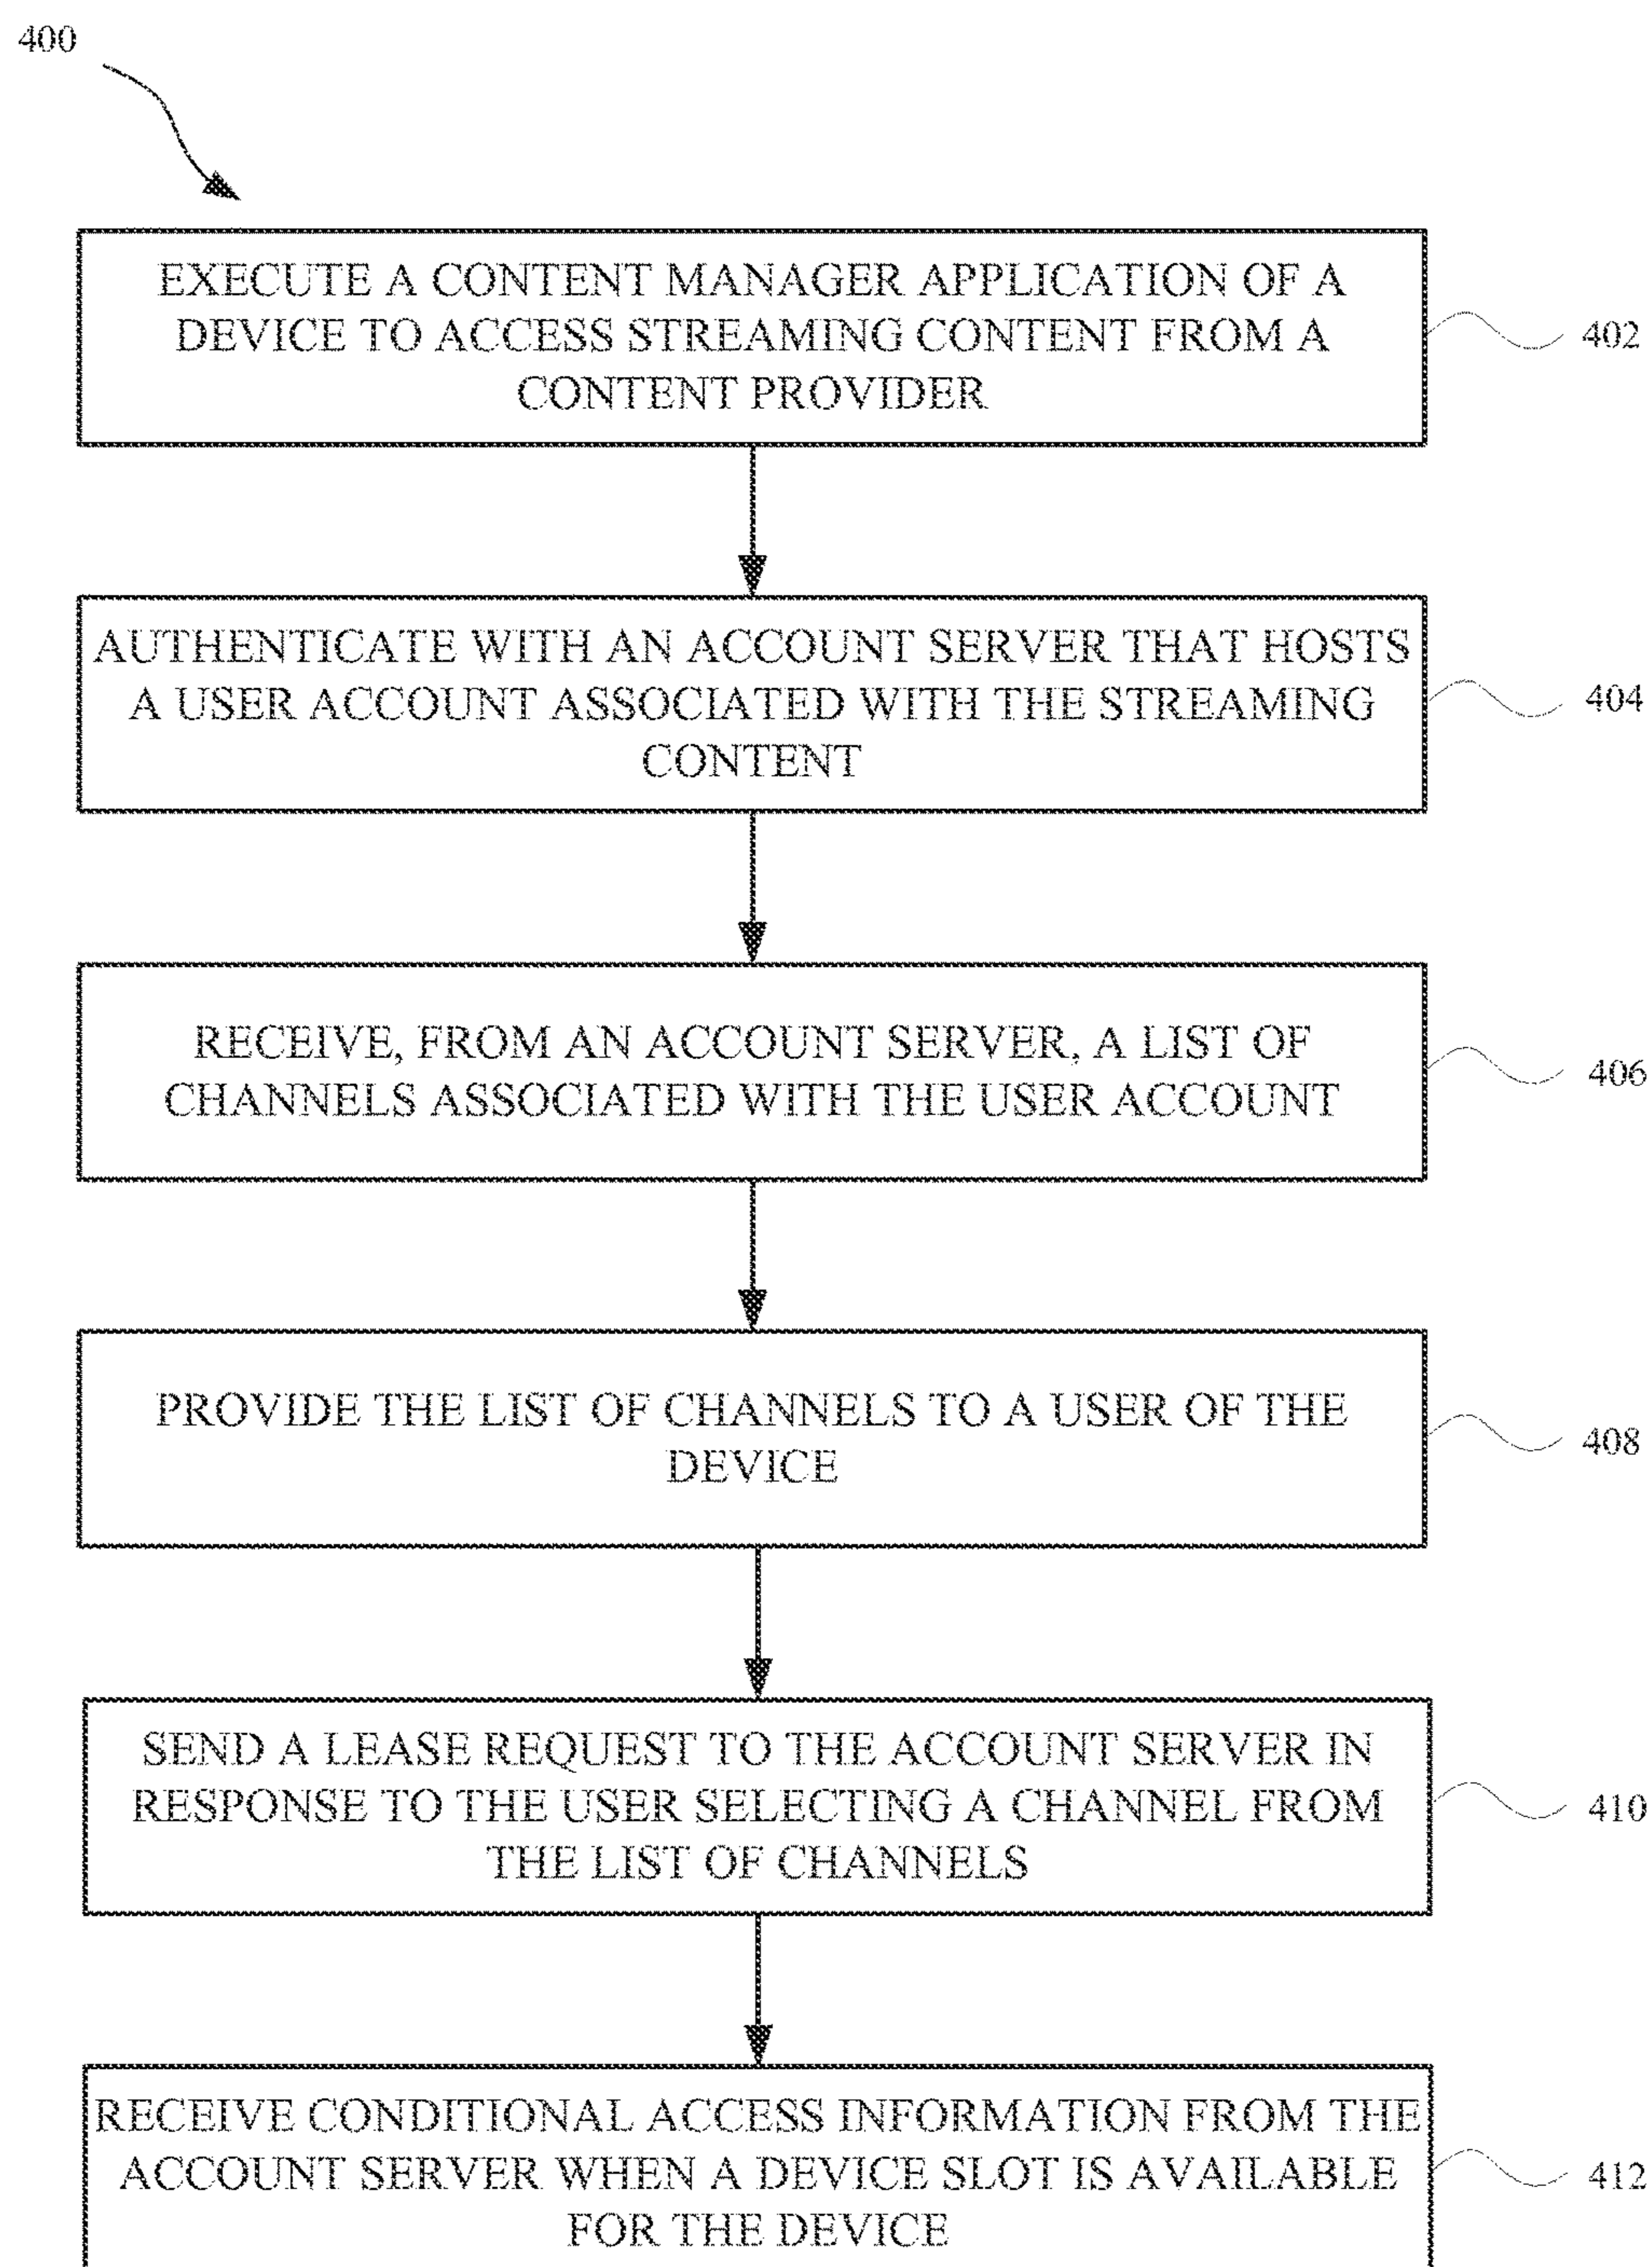 400
EXECUTE A CONTENT MANAGER APPLICATION OF A
DEVICE TO ACCESS STREAMING CONTENT FROM A
CONTENT PROVIDER
402
AUTHENTICATE WITH AN ACCOUNT SERVER THAT HOSTS
A USER ACCOUNT ASSOCIATED WITH THE STREAMING
CONTENT
404
RECEIVE, FROM AN ACCOUNT SERVER, A LIST OF
CHANNELS ASSOCIATED WITH THE USER ACCOUNT
406
PROVIDE THE LIST OF CHANNELS TO A USER OF THE
DEVICE
408
SEND A LEASE REQUEST TO THE ACCOUNT SERVER IN
RESPONSE TO THE USER SELECTING A CHANNEL FROM
THE LIST OF CHANNELS
410
RECEIVE CONDITIONAL ACCESS INFORMATION FROM THE
ACCOUNT SERVER WHEN A DEVICE SLOT IS AVAILABLE
FOR THE DEVICE
412